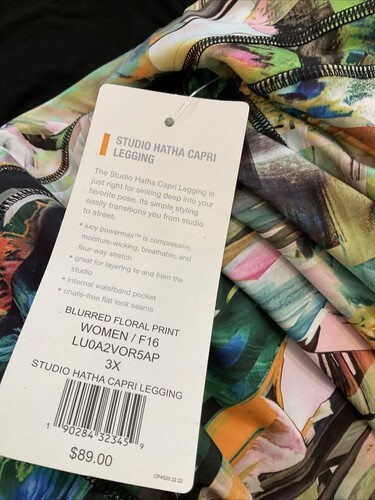 STUDIO HATHA CAPRI
LEGGING
The Studio Hatha Capri Legging is
just right for sinking deep into your
favorite pose. Its simple styling
easily transitions you from studio
to street.
• lucy powermax™ is compressive,
moisture-wicking, breathable, and
four-way stretch
• great for layering to and from the
studio
• internal waistband pocket
• chafe-free flat lock seams
BLURRED FLORAL PRINT
WOMEN / F16
LU0A2VOR5AP
3X
STUDIO HATHA CAPRI LEGGING
1 90284 32345 9
$89.00